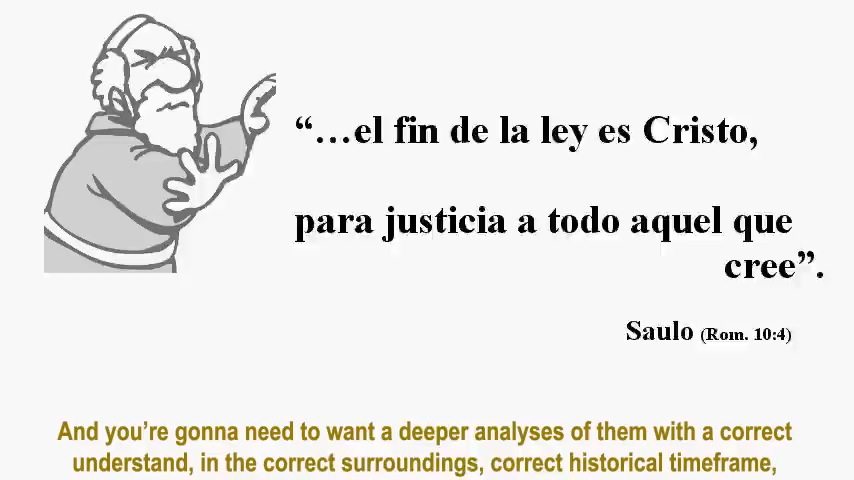 “…el fin de la ley es Cristo,
para justicia a todo aquel que
cree”.
Saulo (Rom. 10:4)
And you’re gonna need to want a deeper analyses of them with a correct
understand, in the correct surroundings, correct historical timeframe,